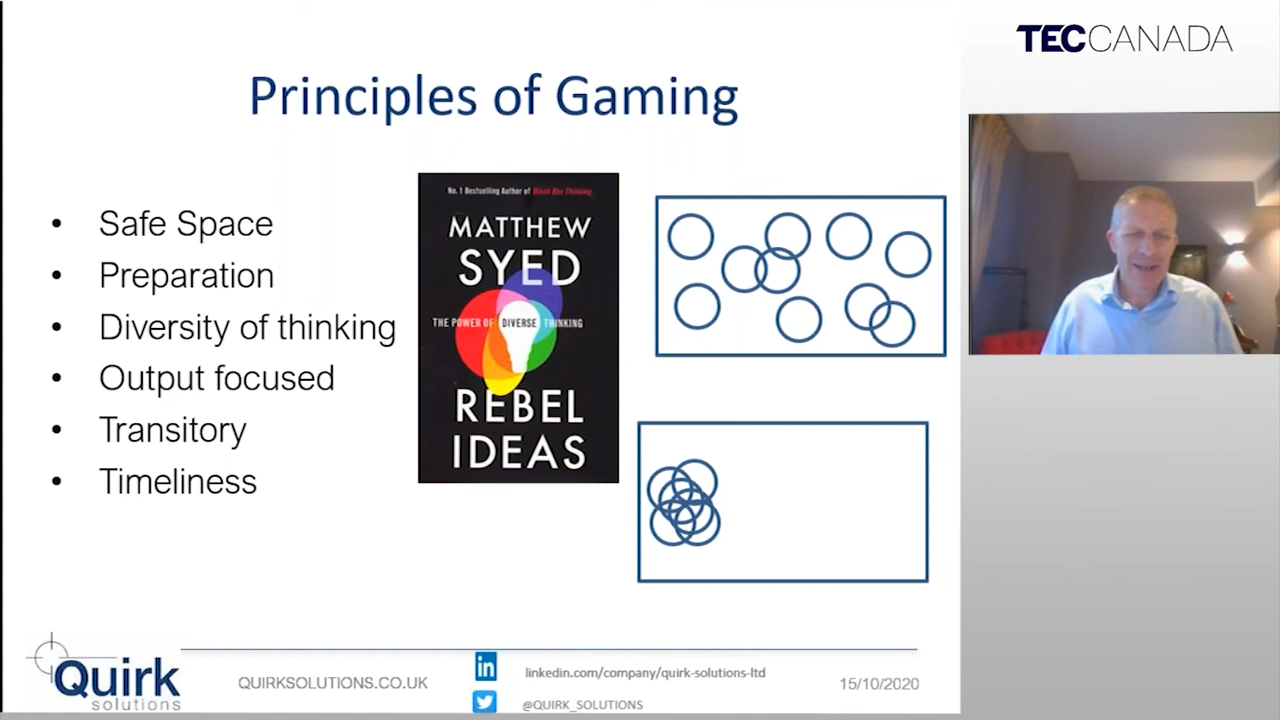 TECCANADA
Principles of Gaming
• Safe Space
• Preparation
• Diversity of thinking
• Output focused
• Transitory
• Timeliness
No. 1 Bestselling Author of Black Box Thinking
MATTHEW
SYED
THE POWER OF DIVERSE THINKING
REBEL
IDEAS
Quirk
solutions
QUIRKSOLUTIONS.CO.UK
in
linkedin.com/company/quirk-solutions-ltd
@QUIRK_SOLUTIONS
15/10/2020